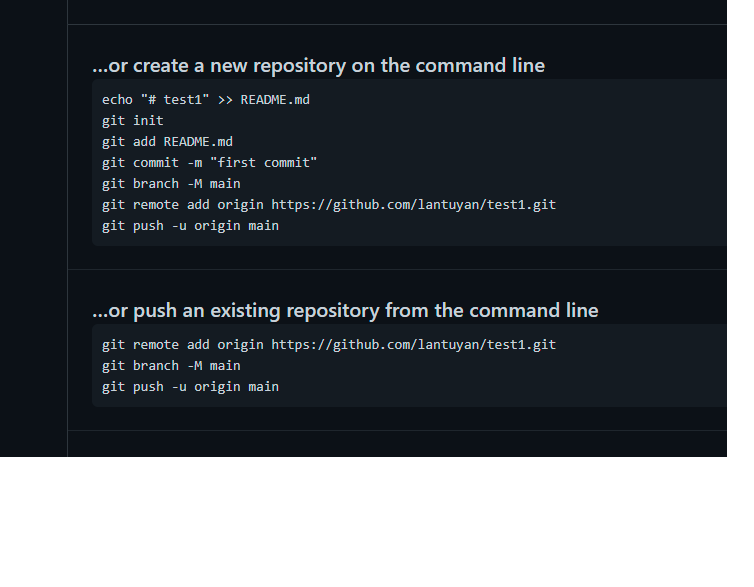 ...or create a new repository on the command line
echo "# test1" >> README.md
git init
git add README.md
git commit -m "first commit"
git branch -M main
git remote add origin https://github.com/lantuyan/test1.git
git push -u origin main
...or push an existing repository from the command line
git remote add origin https://github.com/lantuyan/test1.git
git branch -M main
git push -u origin main